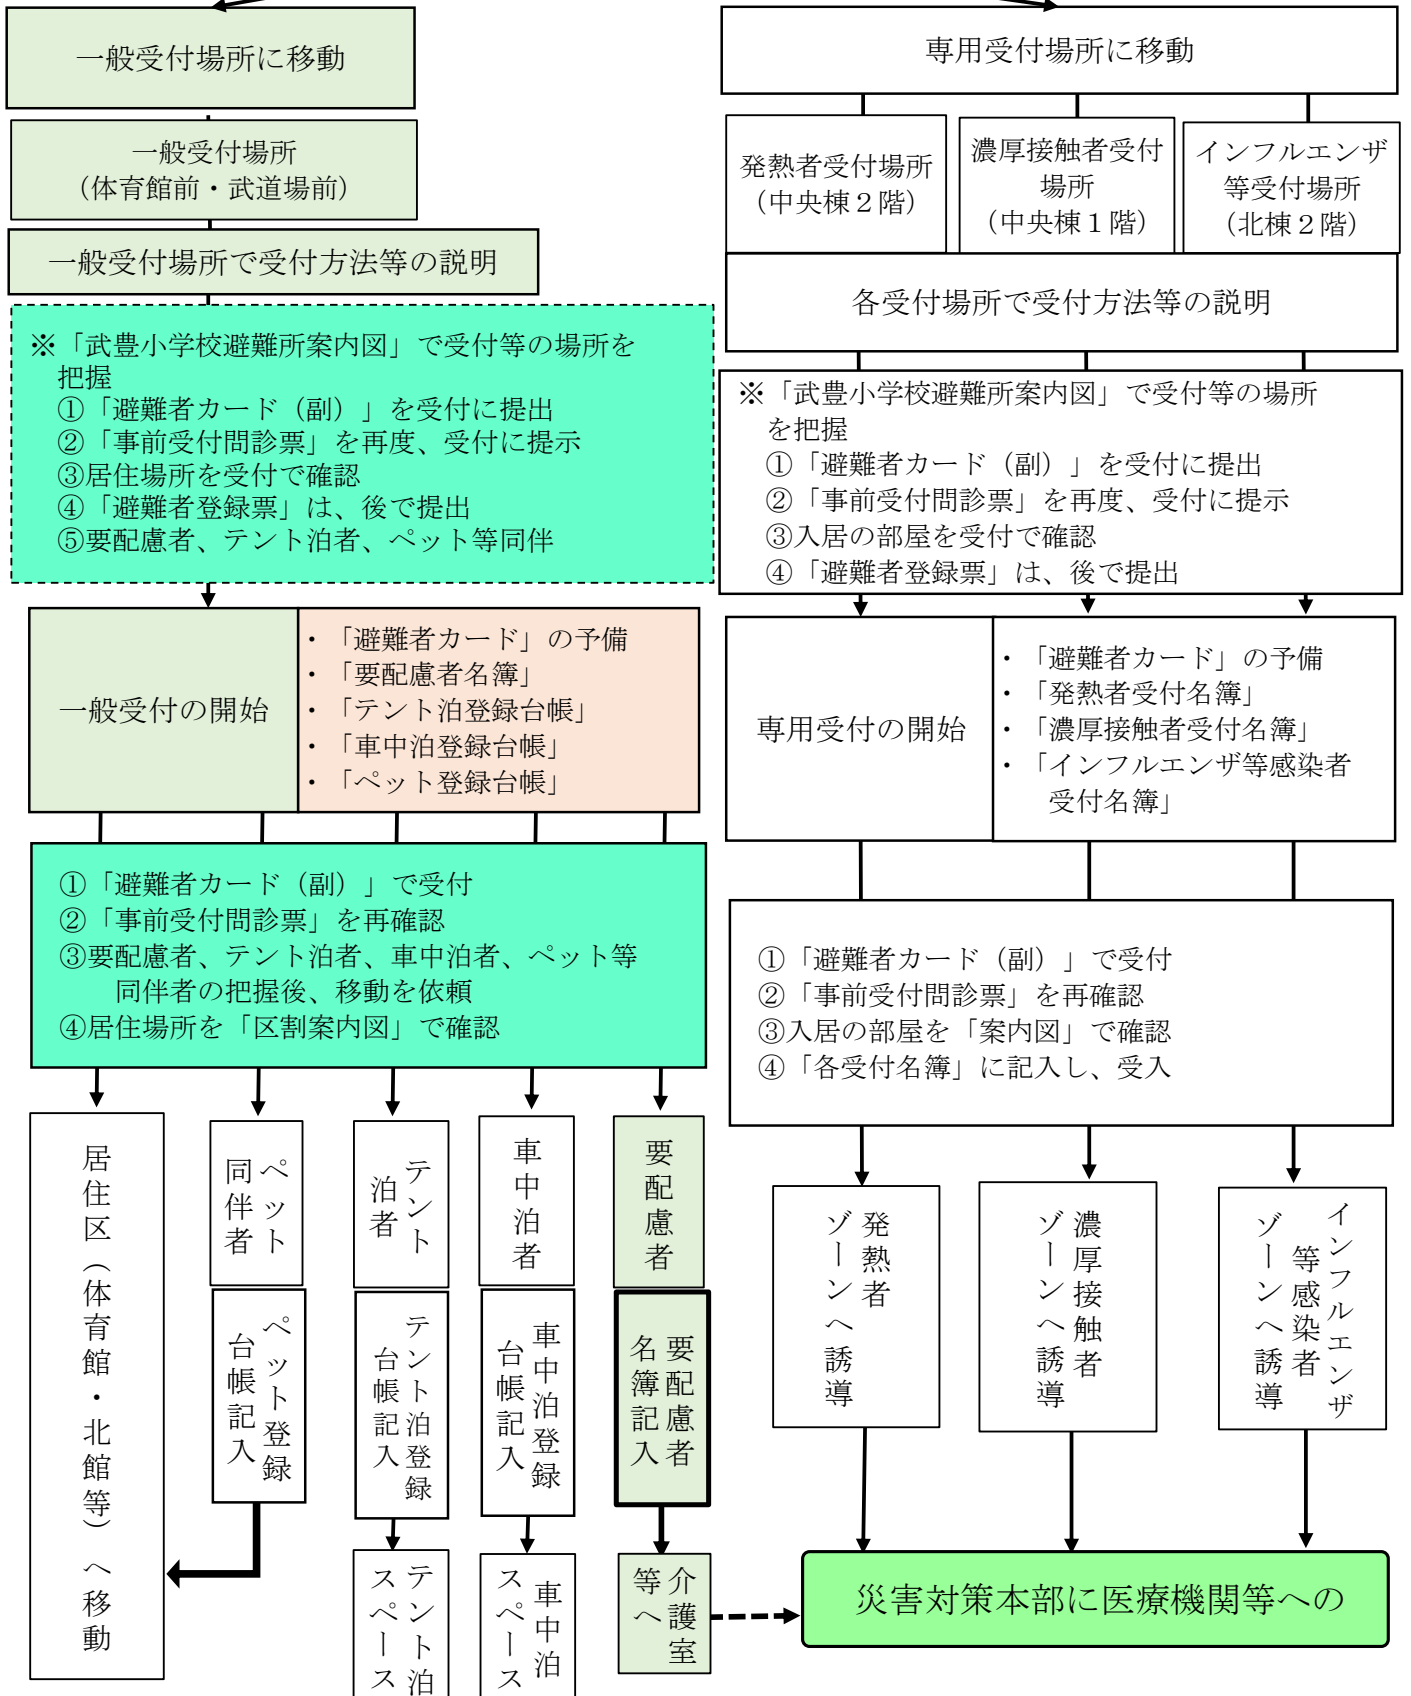 一般受付場所に移動
一般受付場所
（体育館前・武道場前）
一般受付場所で受付方法等の説明
※「武豊小学校避難所案内図」で受付等の場所を
把握
①「避難者カード（副）」を受付に提出
②「事前受付問診票」を再度、受付に提示
③居住場所を受付で確認
④「避難者登録票」は、後で提出
⑤要配慮者、テント泊者、ペット等同伴
一般受付の開始
・「避難者カード」の予備
・「要配慮者名簿」
・「テント泊登録台帳」
・「車中泊登録台帳」
・「ペット登録台帳」
①「避難者カード（副）」で受付
②「事前受付問診票」を再確認
③要配慮者、テント泊者、車中泊者、ペット等
同伴者の把握後、移動を依頼
④居住場所を「区割案内図」で確認
居住区（体育館・北館等）へ移動
ペット
同伴者
ペット登録
台帳記入
テント
泊者
テント泊登録
台帳記入
テント泊
スペース
車中泊者
車中泊登録
台帳記入
車中泊
スペース
要配慮者
要配慮者
名簿記入
介護室
等へ
専用受付場所に移動
発熱者受付場所
（中央棟２階）
濃厚接触者受付
場所
（中央棟１階）
インフルエンザ
等受付場所
（北棟２階）
各受付場所で受付方法等の説明
※「武豊小学校避難所案内図」で受付等の場所
を把握
①「避難者カード（副）」を受付に提出
②「事前受付問診票」を再度、受付に提示
③入居の部屋を受付で確認
④「避難者登録票」は、後で提出
専用受付の開始
・「避難者カード」の予備
・「発熱者受付名簿」
・「濃厚接触者受付名簿」
・「インフルエンザ等感染者
受付名簿」
①「避難者カード（副）」で受付
②「事前受付問診票」を再確認
③入居の部屋を「案内図」で確認
④「各受付名簿」に記入し、受入
発熱者
ゾーンへ誘導
濃厚接触者
ゾーンへ誘導
インフルエンザ
等感染者
ゾーンへ誘導
災害対策本部に医療機関等への